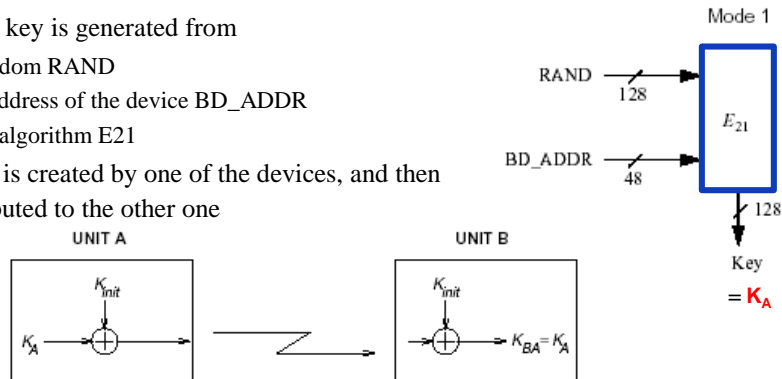 key is generated from
dom RAND
ddress of the device BD_ADDR
algorithm E21
is created by one of the devices, and then
outed to the other one
Mode 1
RAND
128
E21
BD_ADDR
48
128
Key
= KA
UNIT A
Kinit
KA
UNIT B
Kinit
KBA= KA